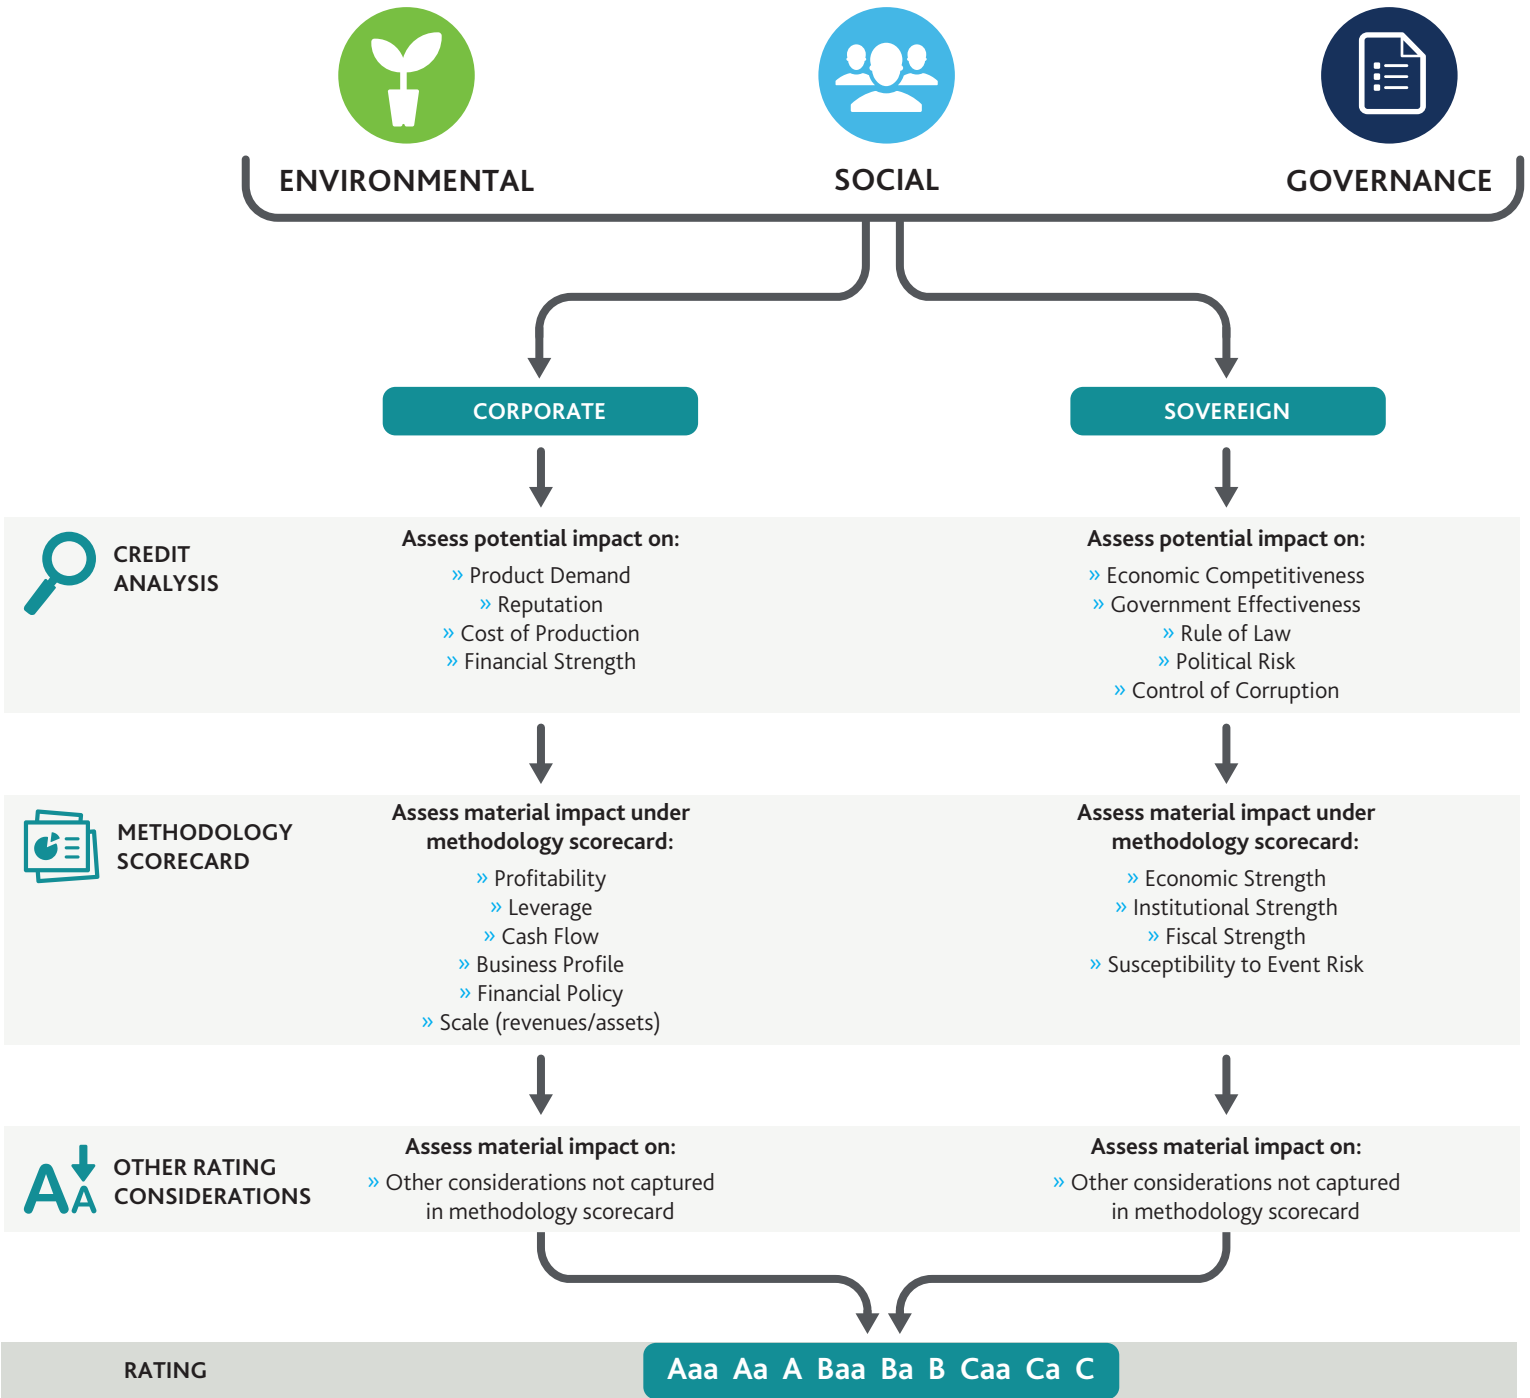 ENVIRONMENTAL
SOCIAL
GOVERNANCE
CORPORATE
SOVEREIGN
CREDIT
ANALYSIS
Assess potential impact on:
» Product Demand
» Reputation
» Cost of Production
» Financial Strength
Assess potential impact on:
» Economic Competitiveness
» Government Effectiveness
» Rule of Law
» Political Risk
» Control of Corruption
METHODOLOGY
SCORECARD
Assess material impact under
methodology scorecard:
» Profitability
» Leverage
» Cash Flow
» Business Profile
» Financial Policy
» Scale (revenues/assets)
Assess material impact under
methodology scorecard:
» Economic Strength
» Institutional Strength
» Fiscal Strength
» Susceptibility to Event Risk
AA
OTHER RATING
CONSIDERATIONS
Assess material impact on:
» Other considerations not captured
in methodology scorecard
Assess material impact on:
» Other considerations not captured
in methodology scorecard
RATING
Aaa Aa A Baa Ba B Caa Ca C